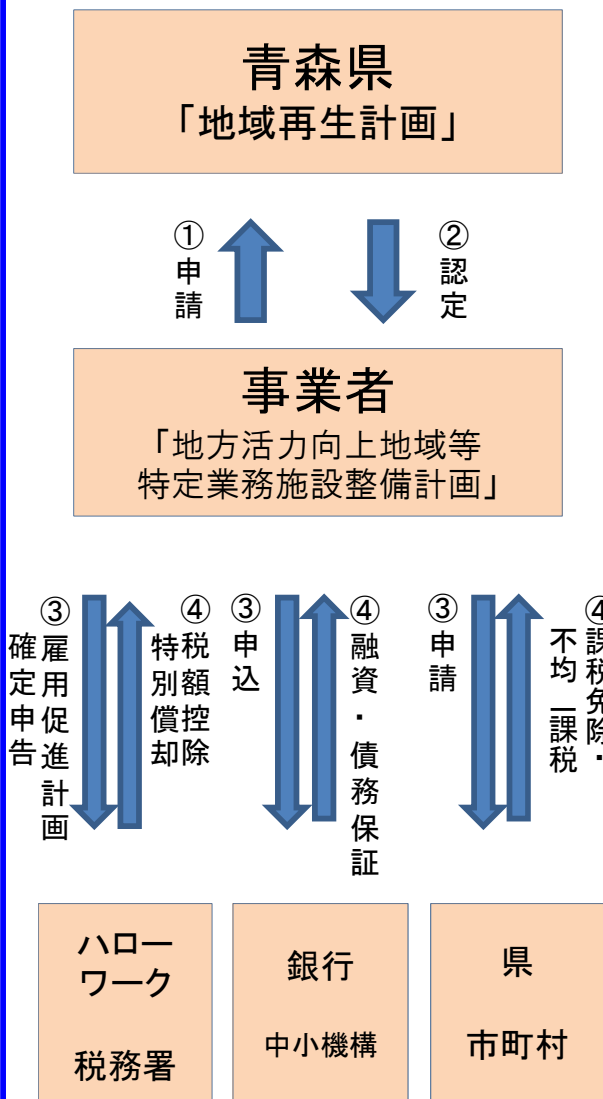 青森県
「地域再生計画」
①申請
②認定
事業者
「地方活力向上地域等
特定業務施設整備計画」
③雇用促進計画
確定申告
④税額控除
特別償却
③申込
④融資・債務保証
③申請
④課税免除・
不均一課税
ハロー
ワーク
税務署
銀行
中小機構
県
市町村